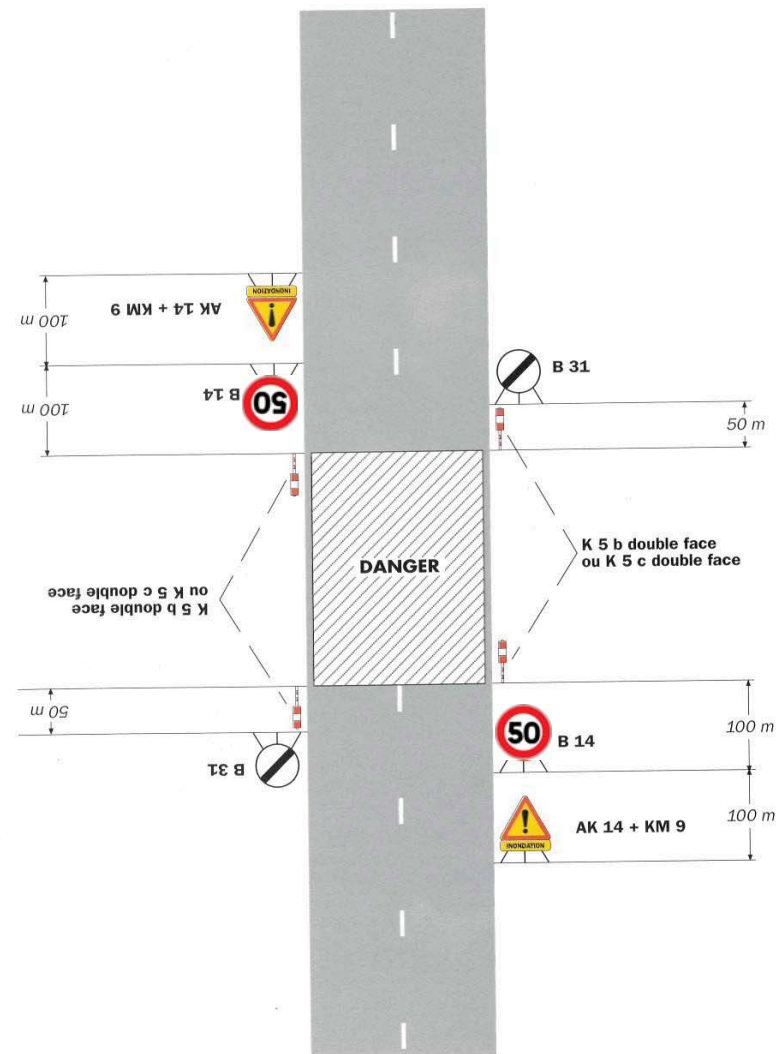 INONDATION
AK 14 + KM 9
100 m
50
B 14
100 m
B 31
50 m
DANGER
K 5 b double face
ou K 5 c double face
K 5 b double face
ou K 5 c double face
50 m
B 31
50
B 14
100 m
INONDATION
AK 14 + KM 9
100 m